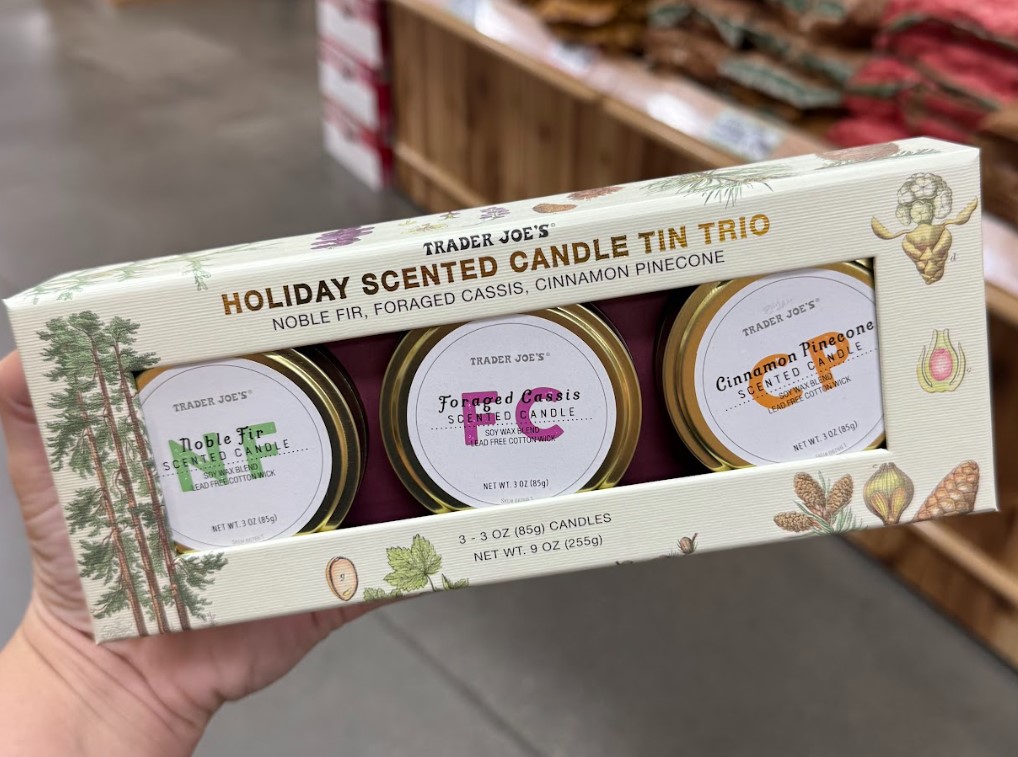 TRADER JOE'S®
HOLIDAY SCENTED CANDLE TIN TRIO
NOBLE FIR, FORAGED CASSIS, CINNAMON PINECONE
TRADER JOE'S®
NF
Noble Fir
SCENTED CANDLE
SOY WAX BLEND
LEAD FREE COTTON WICK
NET WT. 3 OZ (85g)
TRADER JOE'S®
FC
Foraged Cassis
SCENTED CANDLE
SOY WAX BLEND
LEAD FREE COTTON WICK
NET WT. 3 OZ (85g)
TRADER JOE'S®
CP
Cinnamon Pinecone
SCENTED CANDLE
SOY WAX BLEND
LEAD FREE COTTON WICK
NET WT. 3 OZ (85g)
3 - 3 OZ (85g) CANDLES
NET WT. 9 OZ (255g)